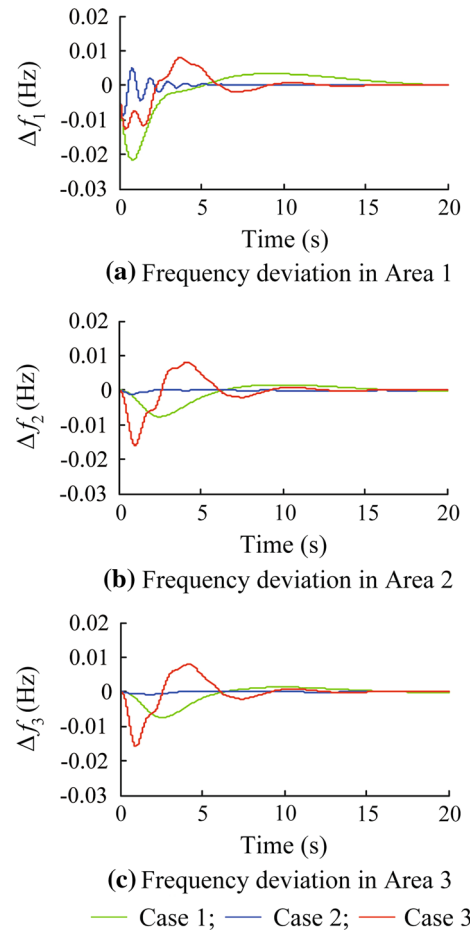 0.02
0.01
0
-0.01
-0.02
-0.03
Δf₁ (Hz)
0 5 10 15 20
Time (s)
(a) Frequency deviation in Area 1
0.02
0.01
0
-0.01
-0.02
-0.03
Δf₂ (Hz)
0 5 10 15 20
Time (s)
(b) Frequency deviation in Area 2
0.02
0.01
0
-0.01
-0.02
-0.03
Δf₃ (Hz)
0 5 10 15 20
Time (s)
(c) Frequency deviation in Area 3
Case 1; Case 2; Case 3